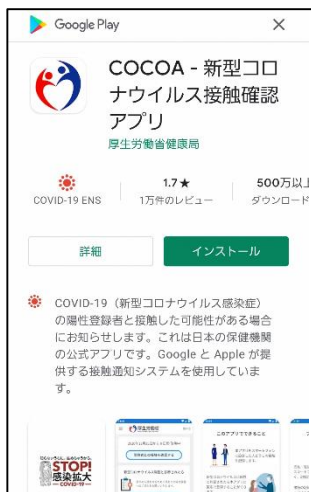 Google Play
COCOA - 新型コロ
ナウイルス接触確認
アプリ
厚生労働省健康局
COVID-19 ENS
1.7★
1万件のレビュー
500万以上
ダウンロード
詳細
インストール
COVID-19（新型コロナウイルス感染症）
の陽性登録者と接触した可能性がある場合
にお知らせします。これは日本の保健機関
の公式アプリです。Google と Apple が提
供する接触通知システムを使用していま
す。
STOP!
感染拡大
COVID-19
このアプリでできること